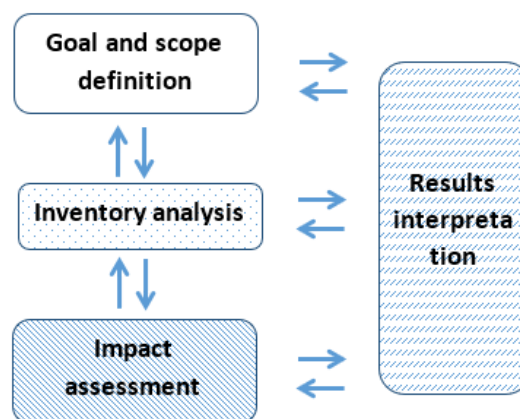 Goal and scope
definition
Inventory analysis
Impact
assessment
Results
interpreta
tion